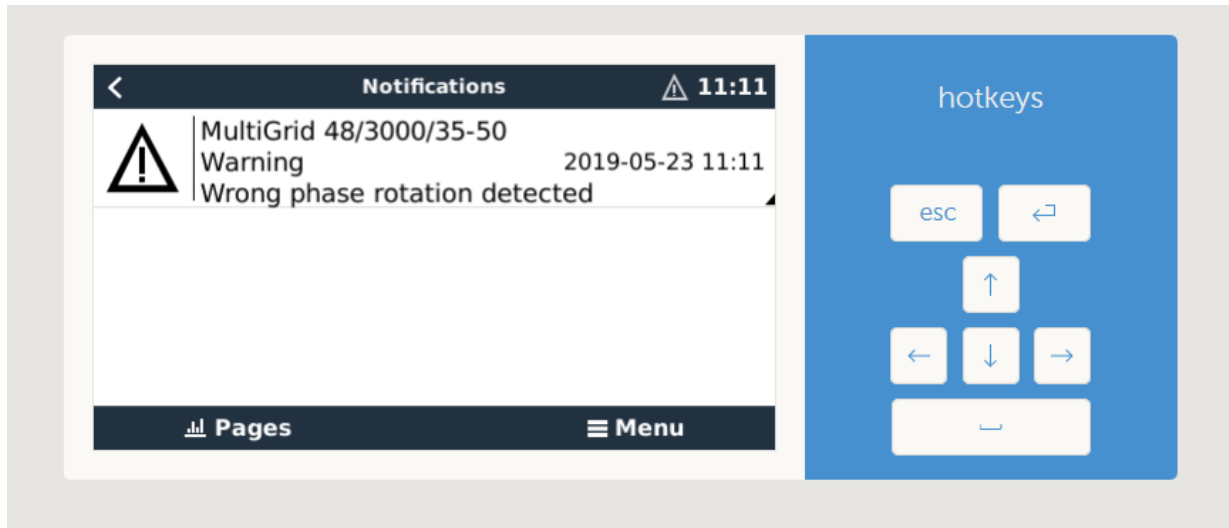 Notifications 11:11
MultiGrid 48/3000/35-50
Warning 2019-05-23 11:11
Wrong phase rotation detected
Pages Menu
hotkeys
esc